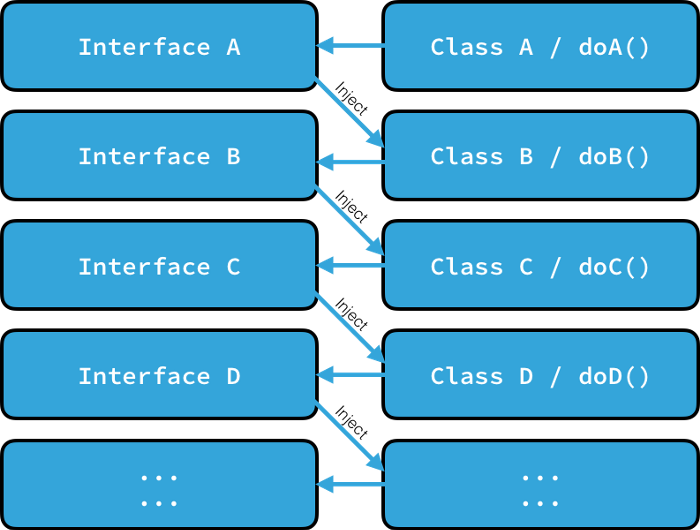 Interface A
Class A / doA()
Inject
Interface B
Class B / doB()
Inject
Interface C
Class C / doC()
Inject
Interface D
Class D / doD()
Inject
...
...
...
...